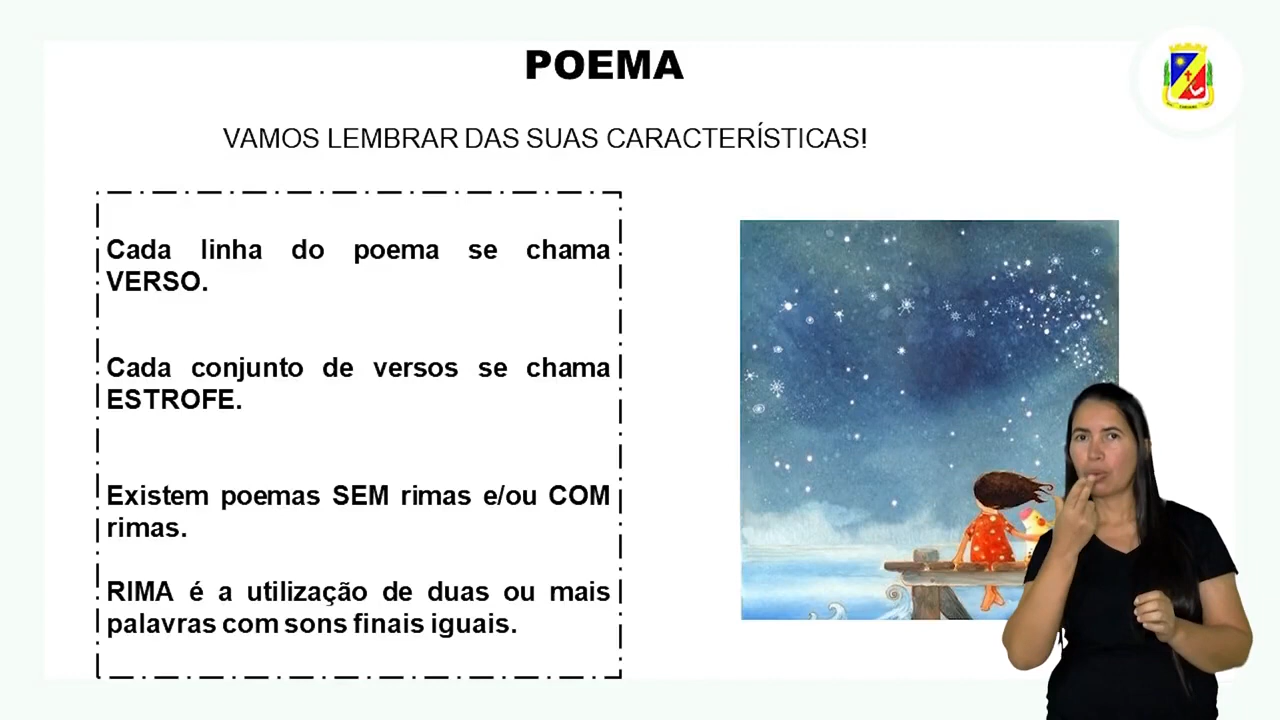 POEMA
VAMOS LEMBRAR DAS SUAS CARACTERÍSTICAS!
Cada linha do poema se chama
VERSO.
Cada conjunto de versos se chama
ESTROFE.
Existem poemas SEM rimas e/ou COM
rimas.
RIMA é a utilização de duas ou mais
palavras com sons finais iguais.